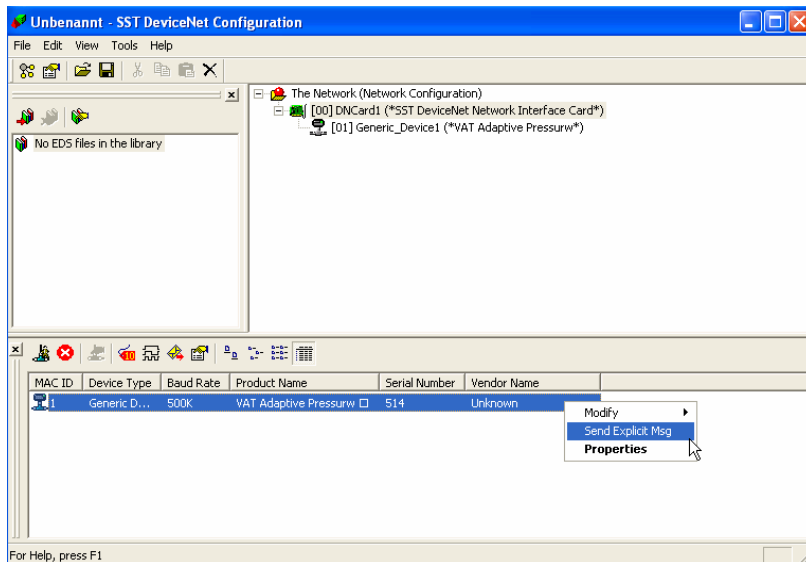 Unbenannt - SST DeviceNet Configuration
File Edit View Tools Help
The Network (Network Configuration)
[00] DNCard1 (*SST DeviceNet Network Interface Card*)
[01] Generic_Device1 (*VAT Adaptive Pressurw*)
No EDS files in the library
MAC ID Device Type Baud Rate Product Name Serial Number Vendor Name
1 Generic D... 500K VAT Adaptive Pressurw □ 514 Unknown
Modify
Send Explicit Msg
Properties
For Help, press F1